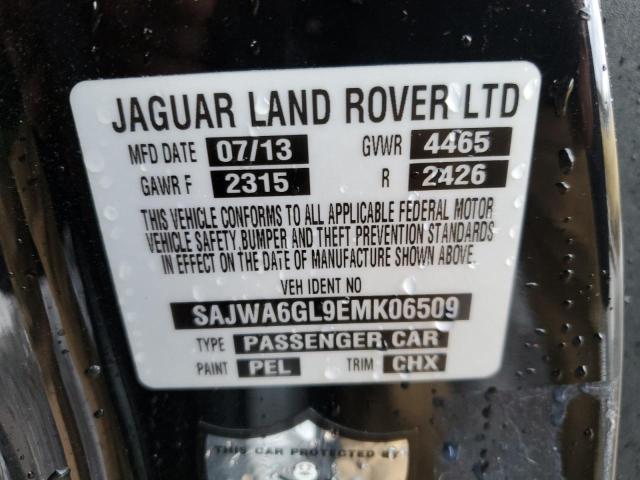 JAGUAR LAND ROVER LTD
MFD DATE 07/13 GVWR 4465
GAWR F 2315 R 2426
THIS VEHICLE CONFORMS TO ALL APPLICABLE FEDERAL MOTOR
VEHICLE SAFETY, BUMPER AND THEFT PREVENTION STANDARDS
IN EFFECT ON THE DATE OF MANUFACTURE SHOWN ABOVE.
VEH IDENT NO
SAJWA6GL9EMK06509
TYPE PASSENGER CAR
PAINT PEL TRIM CHX
THIS CAR PROTECTED